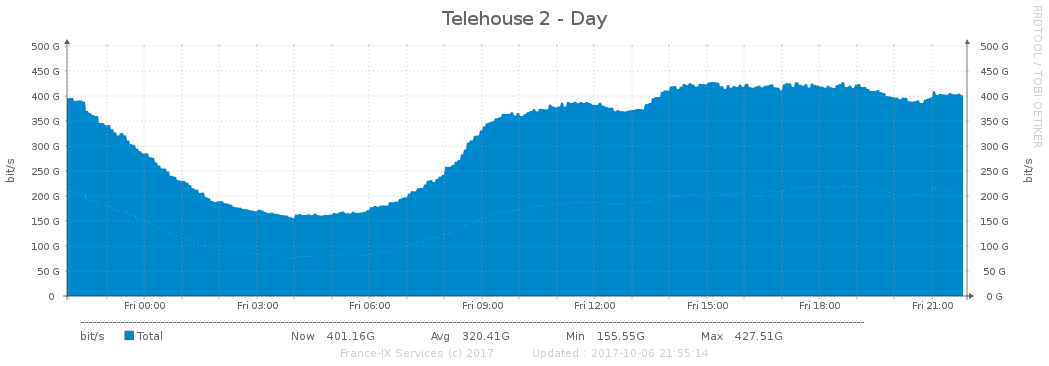 Telehouse 2 - Day
RRDTOOL / TOBI OETIKER
500 G 500 G
450 G 450 G
400 G 400 G
350 G 350 G
300 G 300 G
250 G 250 G
200 G 200 G
150 G 150 G
100 G 100 G
50 G 50 G
0 0 G
bit/s bit/s
Fri 00:00 Fri 03:00 Fri 06:00 Fri 09:00 Fri 12:00 Fri 15:00 Fri 18:00 Fri 21:00
bit/s Total Now 401.16G Avg 320.41G Min 155.55G Max 427.51G
France-IX Services (c) 2017 Updated : 2017-10-06 21:55:14